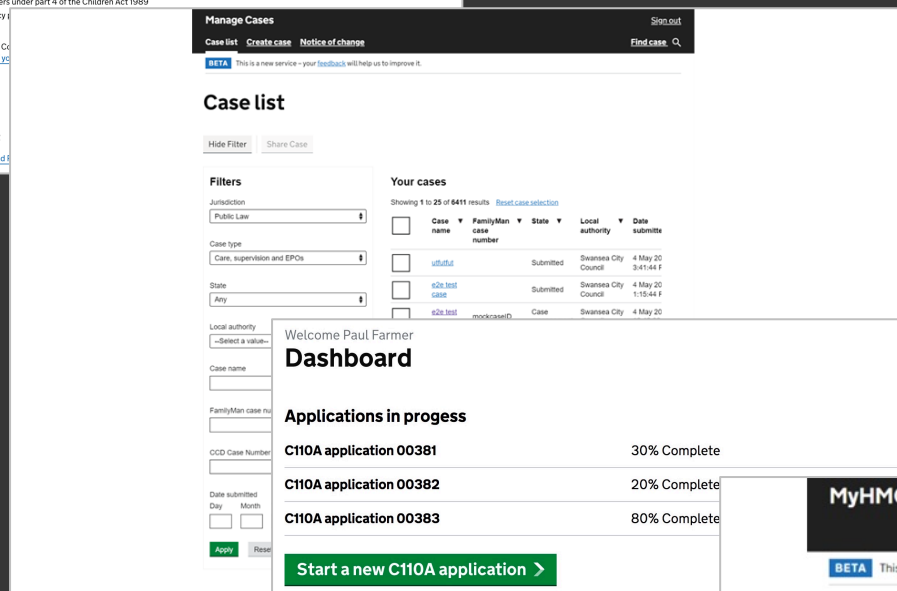 ers under part 4 of the Children Act 1989
Manage Cases
Sign out
Case list Create case Notice of change
Find case
BETA This is a new service – your feedback will help us to improve it.
Case list
Hide Filter Share Case
Filters
Jurisdiction
Public Law
Case type
Care, supervision and EPOs
State
Any
Local authority
--Select a value--
Case name
FamilyMan case nu
CCD Case Number
Date submitted
Day Month
Apply Rese
Your cases
Showing 1 to 25 of 6411 results Reset case selection
Case name ▼ FamilyMan case number ▼ State ▼ Local authority ▼ Date submitte
utfutfut Submitted Swansea City Council 4 May 20 3:41:44 F
e2e test case Submitted Swansea City Council 4 May 20 1:15:44 F
e2e test mockcaseID Case Swansea City 4 May 20
Welcome Paul Farmer
Dashboard
Applications in progess
C110A application 00381 30% Complete
C110A application 00382 20% Complete
C110A application 00383 80% Complete
Start a new C110A application
MyHM
BETA This